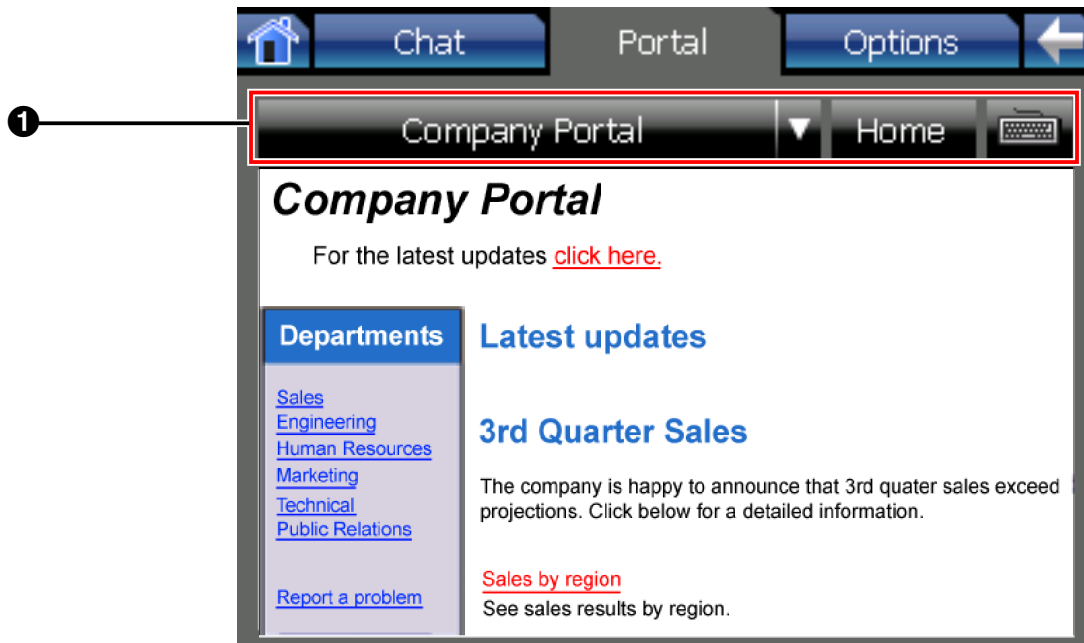 Chat Portal Options
❶ Company Portal Home
Company Portal
For the latest updates click here.
Departments
Sales
Engineering
Human Resources
Marketing
Technical
Public Relations
Report a problem
Latest updates
3rd Quarter Sales
The company is happy to announce that 3rd quater sales exceed
projections. Click below for a detailed information.
Sales by region
See sales results by region.